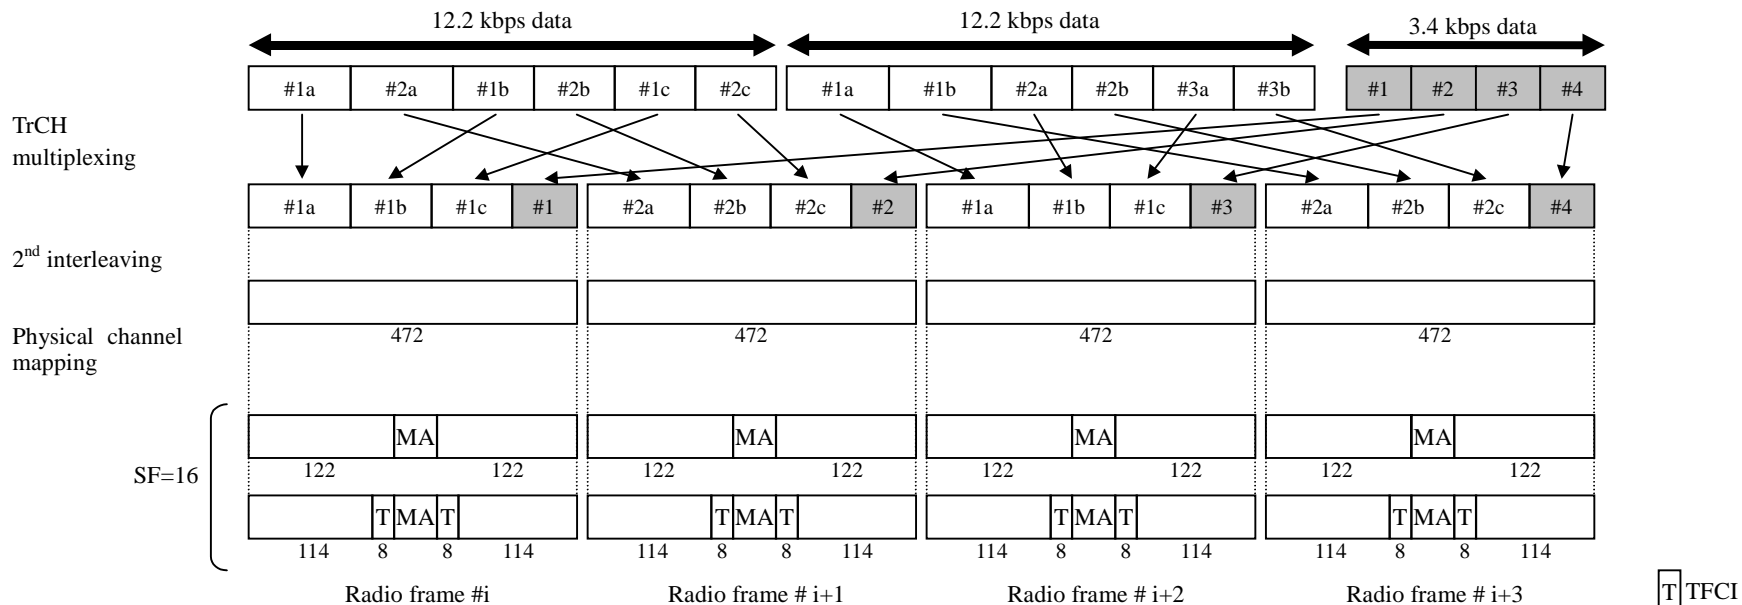 12.2 kbps data 12.2 kbps data 3.4 kbps data
#1a #2a #1b #2b #1c #2c #1a #1b #2a #2b #3a #3b #1 #2 #3 #4
TrCH
multiplexing
#1a #1b #1c #1 #2a #2b #2c #2 #1a #1b #1c #3 #2a #2b #2c #4
2nd interleaving
Physical channel
mapping
472 472 472 472
MA MA MA MA
122 122 122 122 122 122 122 122
SF=16
T MA T T MA T T MA T T MA T
114 8 8 114 114 8 8 114 114 8 8 114 114 8 8 114
Radio frame #i Radio frame # i+1 Radio frame # i+2 Radio frame # i+3
T TFCI